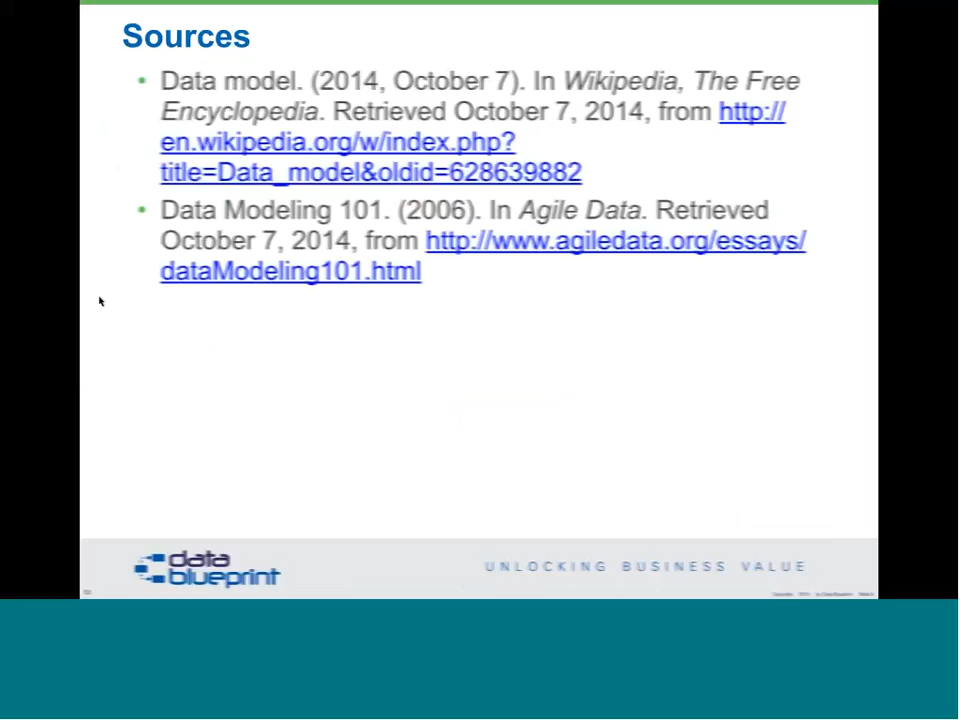 Sources
• Data model. (2014, October 7). In Wikipedia, The Free
Encyclopedia. Retrieved October 7, 2014, from http://
en.wikipedia.org/w/index.php?
title=Data_model&oldid=628639882
• Data Modeling 101. (2006). In Agile Data. Retrieved
October 7, 2014, from http://www.agiledata.org/essays/
dataModeling101.html
data
blueprint
UNLOCKING BUSINESS VALUE